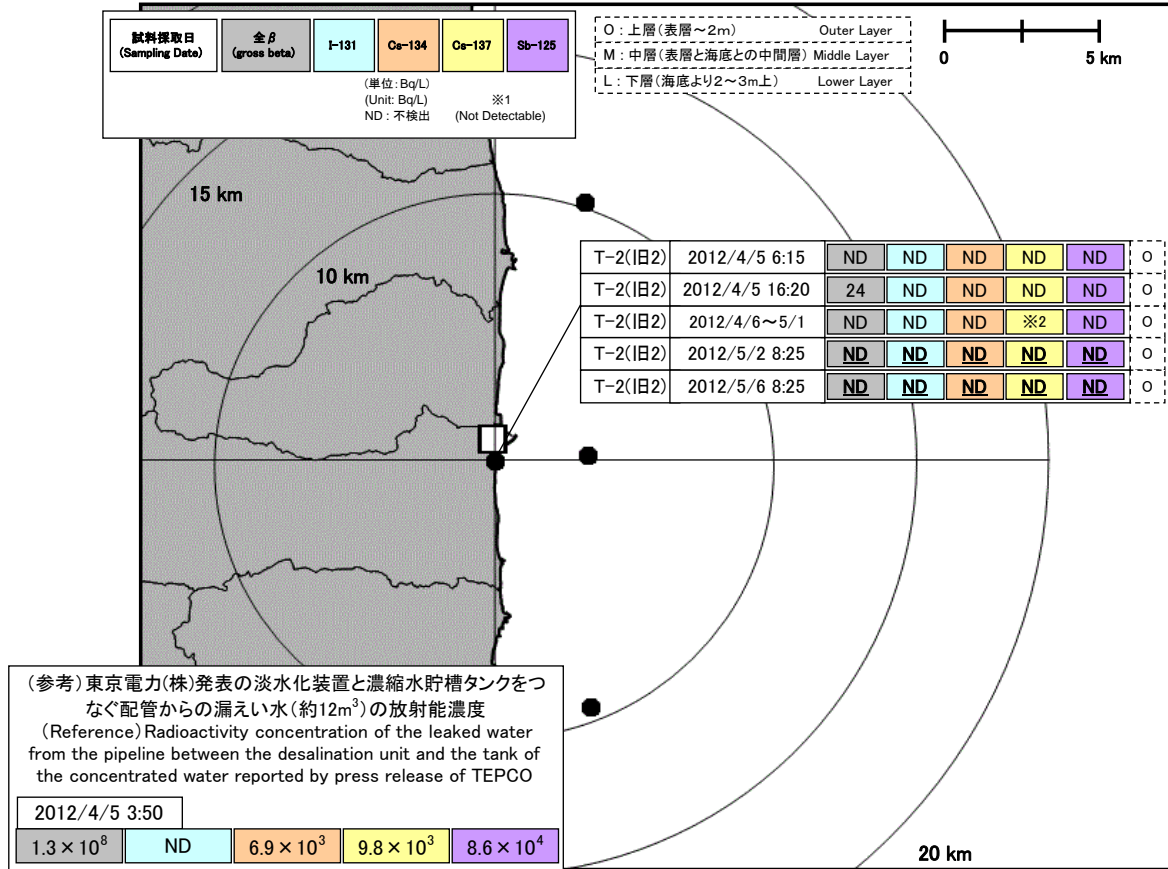 試料採取日
(Sampling Date)
全β
(gross beta)
I-131
Cs-134
Cs-137
Sb-125
(単位:Bq/L)
(Unit: Bq/L)
ND : 不検出
※1
(Not Detectable)
O : 上層(表層～2m) Outer Layer
M : 中層(表層と海底との中間層) Middle Layer
L : 下層(海底より2～3m上) Lower Layer
0 5 km
15 km
10 km
T-2(旧2) 2012/4/5 6:15 ND ND ND ND ND O
T-2(旧2) 2012/4/5 16:20 24 ND ND ND ND O
T-2(旧2) 2012/4/6～5/1 ND ND ND ※2 ND O
T-2(旧2) 2012/5/2 8:25 ND ND ND ND ND O
T-2(旧2) 2012/5/6 8:25 ND ND ND ND ND O
(参考)東京電力(株)発表の淡水化装置と濃縮水貯槽タンクをつ
なぐ配管からの漏えい水(約12m³)の放射能濃度
(Reference)Radioactivity concentration of the leaked water
from the pipeline between the desalination unit and the tank of
the concentrated water reported by press release of TEPCO
2012/4/5 3:50
1.3×10⁸ ND 6.9×10³ 9.8×10³ 8.6×10⁴
20 km